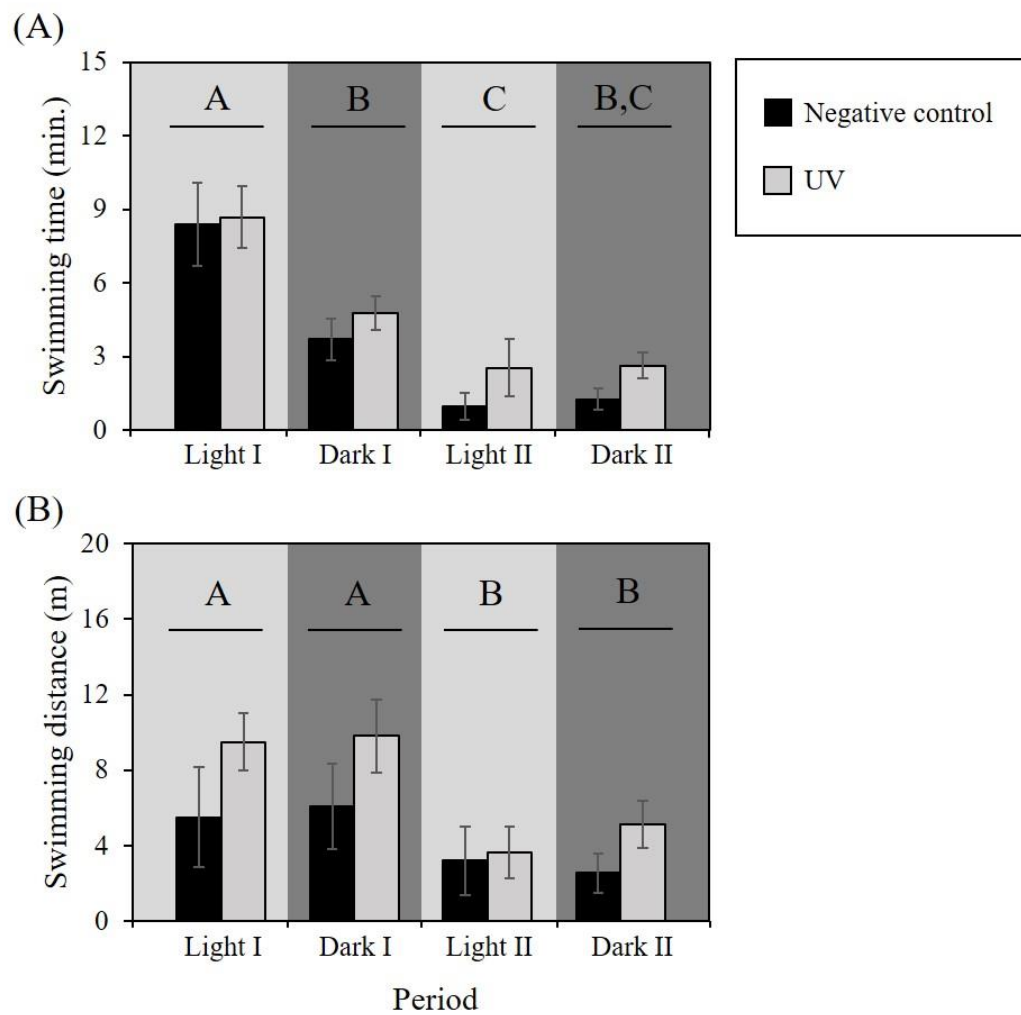 (A)
Swimming time (min.)
15
12
9
6
3
0
A
B
C
B,C
Light I
Dark I
Light II
Dark II
Negative control
UV
(B)
Swimming distance (m)
20
16
12
8
4
0
A
A
B
B
Light I
Dark I
Light II
Dark II
Period